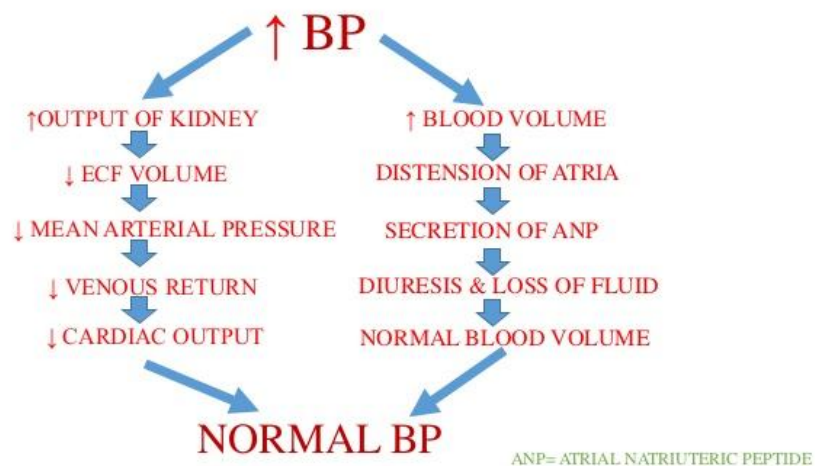 ↑ BP
↑OUTPUT OF KIDNEY
↓ ECF VOLUME
↓ MEAN ARTERIAL PRESSURE
↓ VENOUS RETURN
↓ CARDIAC OUTPUT
↑ BLOOD VOLUME
DISTENSION OF ATRIA
SECRETION OF ANP
DIURESIS & LOSS OF FLUID
NORMAL BLOOD VOLUME
NORMAL BP
ANP= ATRIAL NATRIUTERIC PEPTIDE